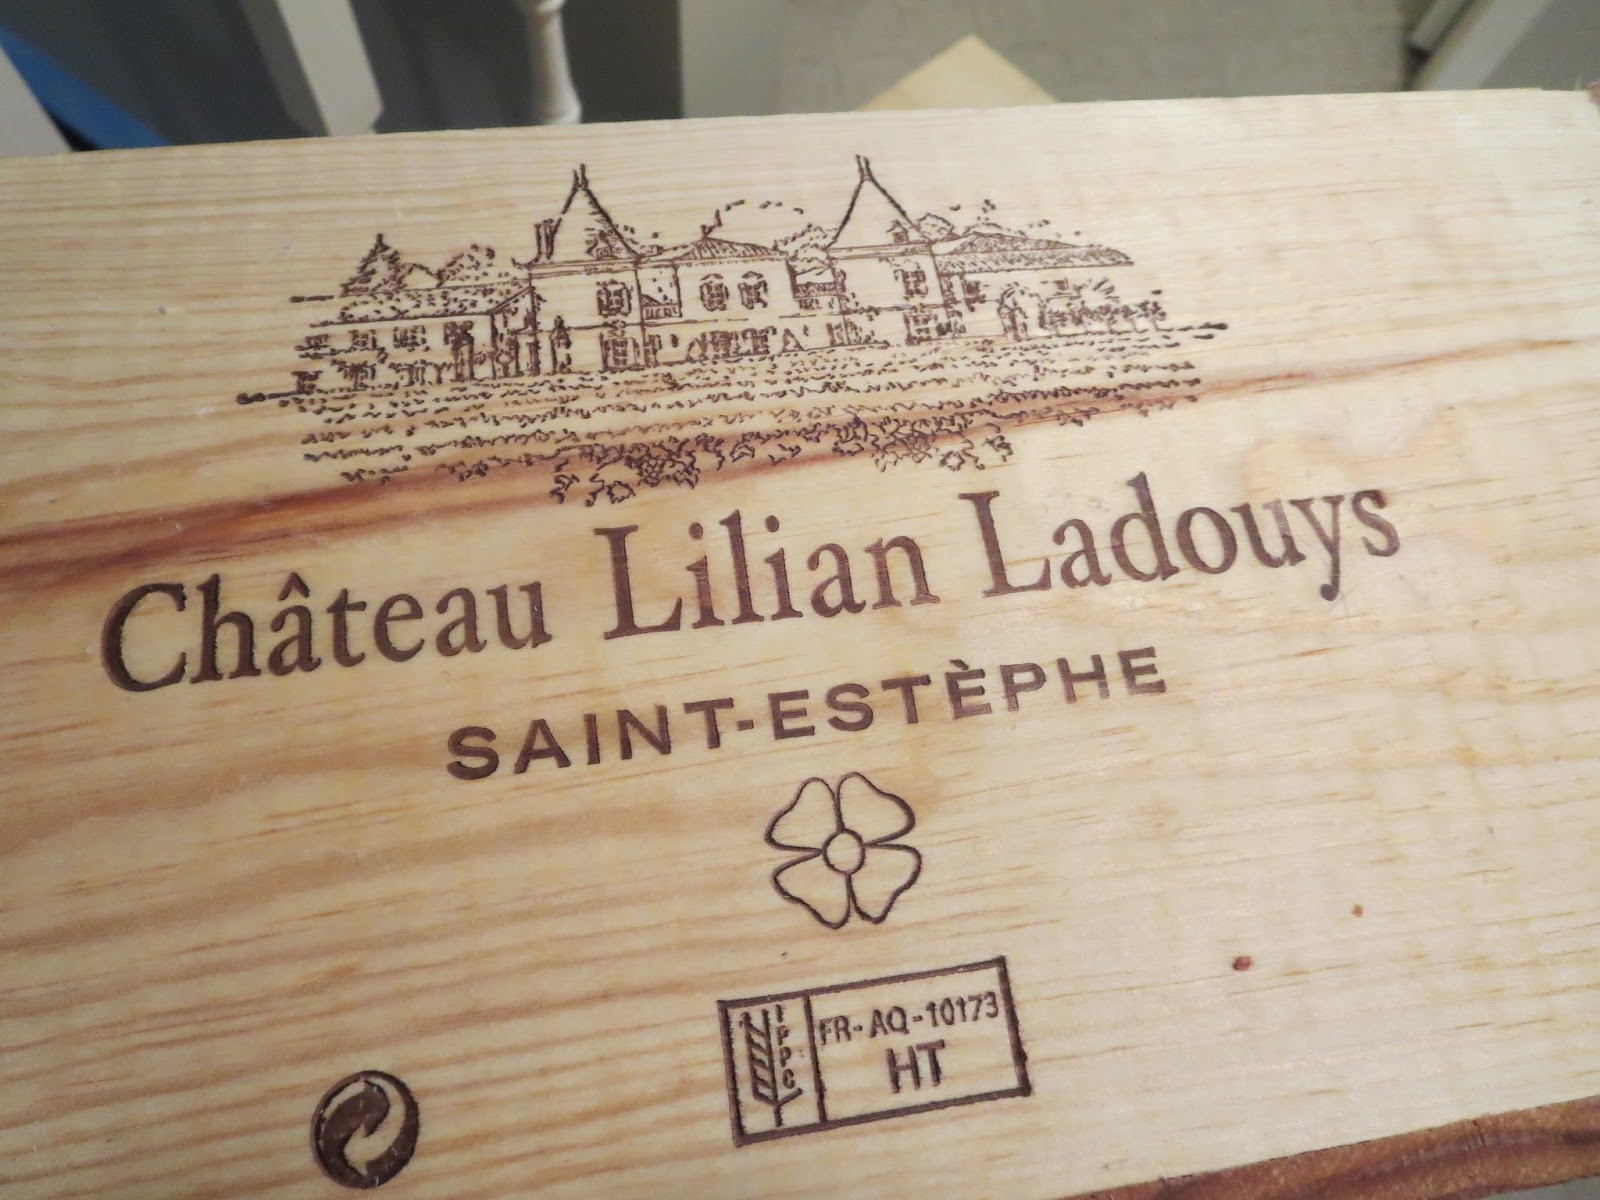 Château Lilian Ladouys
SAINT-ESTÈPHE
IPPC
FR-AQ-10173
HT